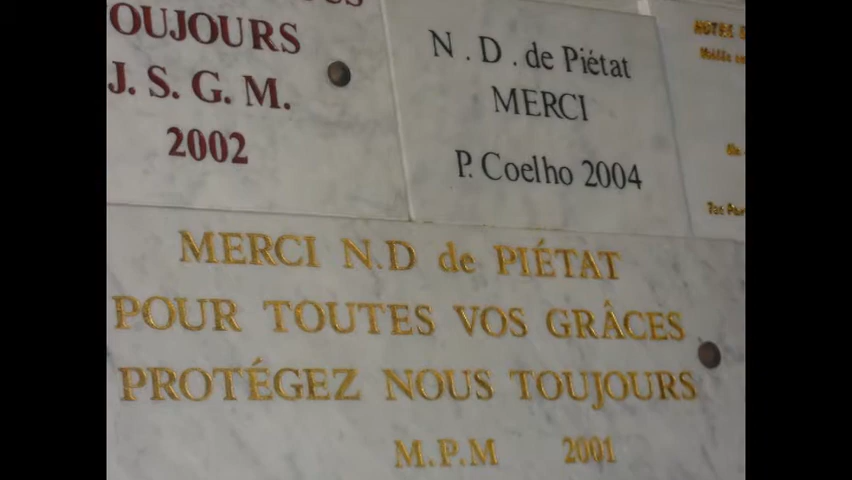 OUJOURS
J. S. G. M.
2002
N . D . de Piétat
MERCI
P. Coelho 2004
MERCI N.D de PIÉTAT
POUR TOUTES VOS GRÂCES
PROTÉGEZ NOUS TOUJOURS
M.P.M 2001